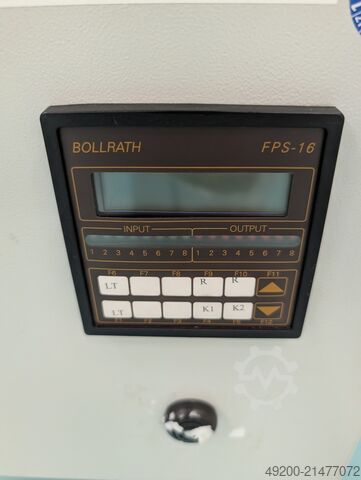 BOLLRATH FPS-16
INPUT OUTPUT
1 2 3 4 5 6 7 8 1 2 3 4 5 6 7 8
F6 F7 F8 F9 F10 F11
LT R R
LT K1 K2
F12
49200-21477072